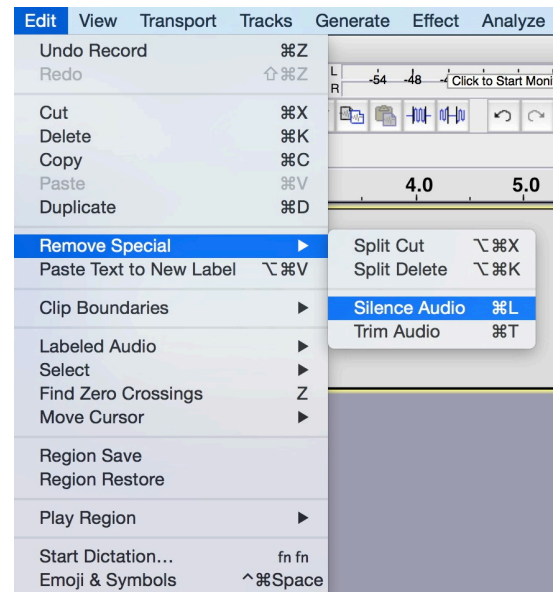 Edit View Transport Tracks Generate Effect Analyze
Undo Record ⌘Z
Redo ⇧⌘Z
L
R
-54 -48 -4
Click to Start Moni
Cut ⌘X
Delete ⌘K
Copy ⌘C
Paste ⌘V
Duplicate ⌘D
4.0 5.0
Remove Special ▶
Paste Text to New Label ⌥⌘V
Clip Boundaries ▶
Labeled Audio ▶
Select ▶
Find Zero Crossings Z
Move Cursor ▶
Region Save
Region Restore
Play Region ▶
Start Dictation... fn fn
Emoji & Symbols ^⌘Space
Split Cut ⌥⌘X
Split Delete ⌥⌘K
Silence Audio ⌘L
Trim Audio ⌘T